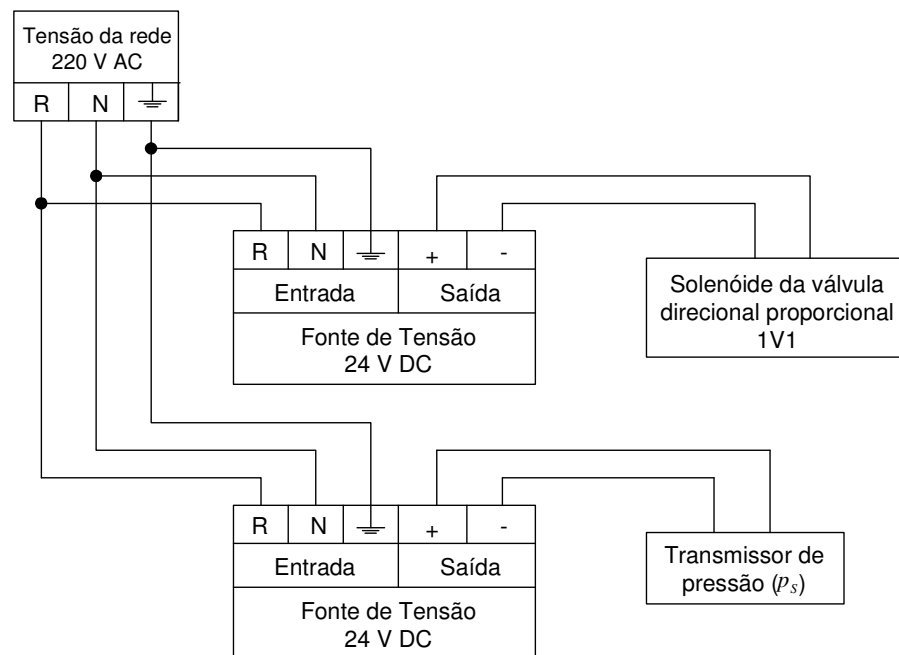 Tensão da rede
220 V AC
R N
R N + -
Entrada Saída
Fonte de Tensão
24 V DC
Solenóide da válvula
direcional proporcional
1V1
R N + -
Entrada Saída
Fonte de Tensão
24 V DC
Transmissor de
pressão (pS)